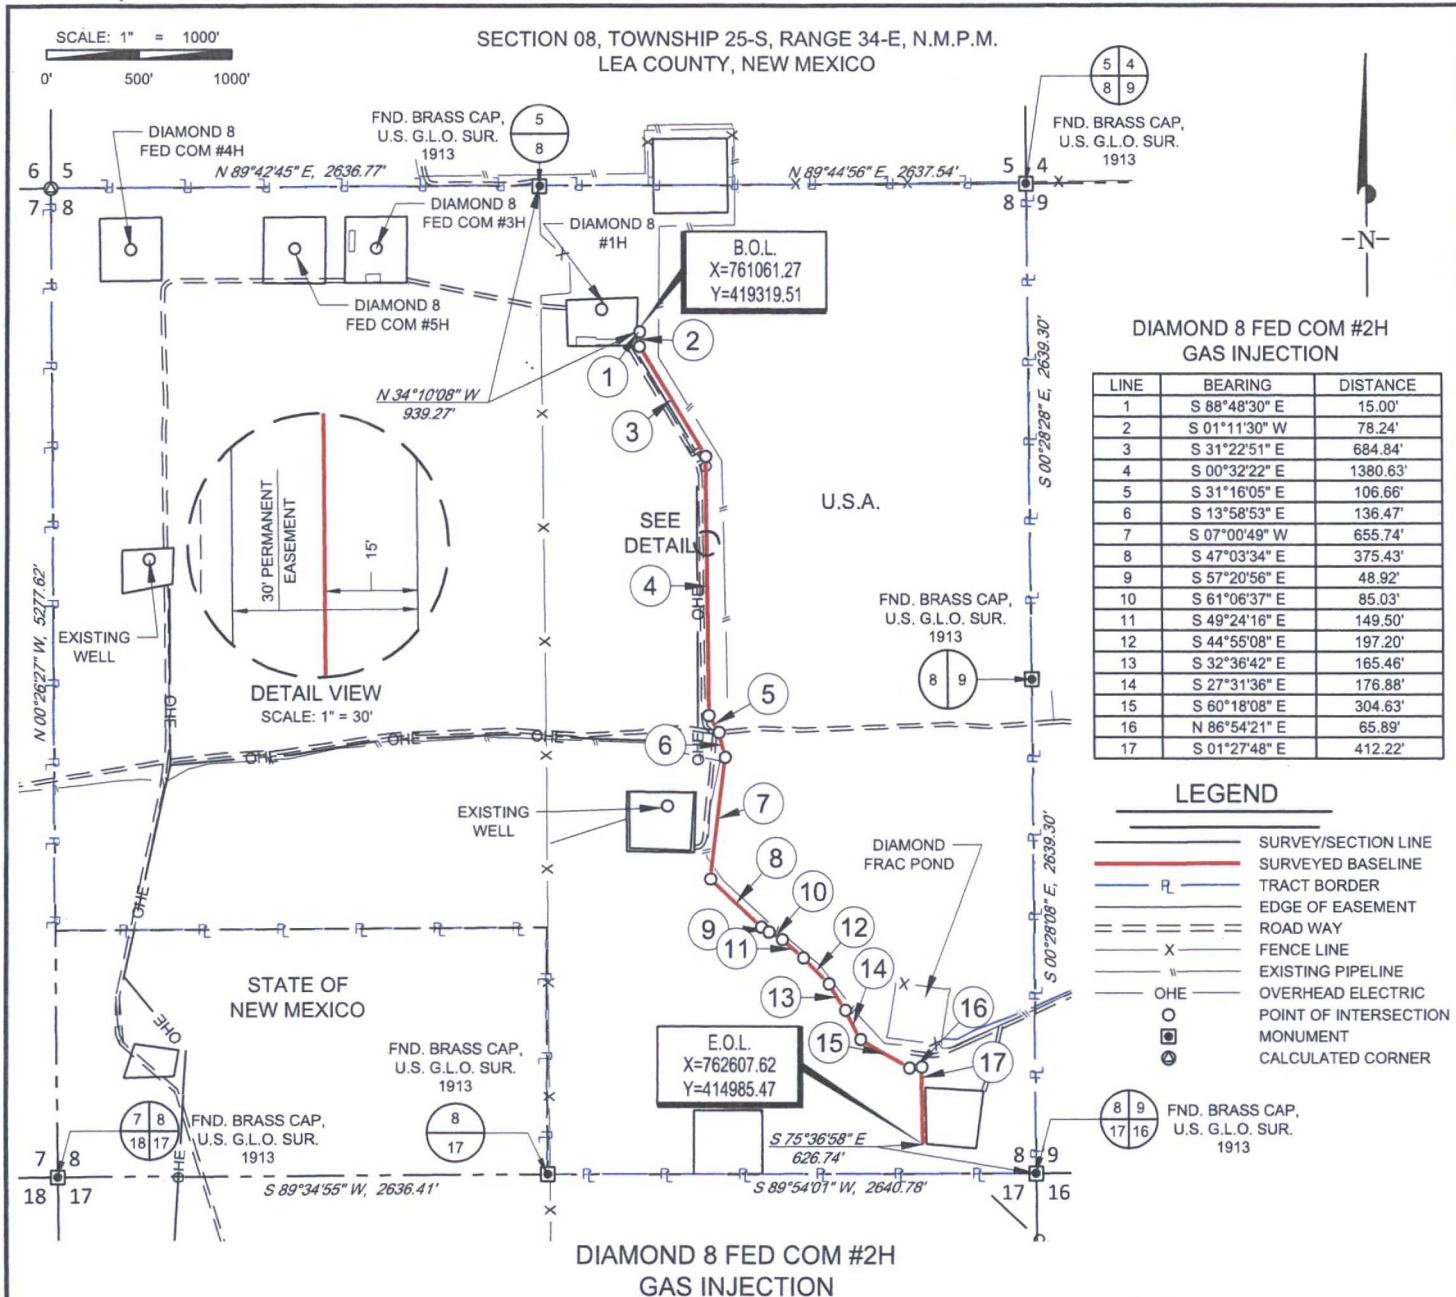 SCALE: 1" = 1000'
0' 500' 1000'
SECTION 08, TOWNSHIP 25-S, RANGE 34-E, N.M.P.M.
LEA COUNTY, NEW MEXICO
5 4
8 9
FND. BRASS CAP,
U.S. G.L.O. SUR.
1913
5
8
FND. BRASS CAP,
U.S. G.L.O. SUR.
1913
DIAMOND 8
FED COM #4H
N 89°42'45" E, 2636.77'
N 89°44'56" E, 2637.54'
6 5
7 8
5 4
8 9
DIAMOND 8
FED COM #3H
DIAMOND 8
#1H
DIAMOND 8
FED COM #5H
B.O.L.
X=761061.27
Y=419319.51
N
S 00°28'28" E, 2639.30'
1
2
3
N 34°10'08" W
939.27'
30' PERMANENT
EASEMENT
15'
DETAIL VIEW
SCALE: 1" = 30'
SEE
DETAIL
U.S.A.
4
OHE
EXISTING
WELL
N 00°26'27" W, 5277.62'
FND. BRASS CAP,
U.S. G.L.O. SUR.
1913
8 9
5
6
OHE
OHE
OHE
OHE
OHE
OHE
EXISTING
WELL
7
8
9
10
11
12
13
14
15
16
17
DIAMOND
FRAC POND
S 00°28'08" E, 2639.30'
STATE OF
NEW MEXICO
OHE
E.O.L.
X=762607.62
Y=414985.47
FND. BRASS CAP,
U.S. G.L.O. SUR.
1913
8
17
7 8
18 17
FND. BRASS CAP,
U.S. G.L.O. SUR.
1913
OHE
7 8
18 17
S 89°34'55" W, 2636.41'
S 75°36'58" E
626.74'
S 89°54'01" W, 2640.78'
8 9
17 16
8 9
17 16
FND. BRASS CAP,
U.S. G.L.O. SUR.
1913
DIAMOND 8 FED COM #2H
GAS INJECTION
LINE BEARING DISTANCE
1 S 88°48'30" E 15.00'
2 S 01°11'30" W 78.24'
3 S 31°22'51" E 684.84'
4 S 00°32'22" E 1380.63'
5 S 31°16'05" E 106.66'
6 S 13°58'53" E 136.47'
7 S 07°00'49" W 655.74'
8 S 47°03'34" E 375.43'
9 S 57°20'56" E 48.92'
10 S 61°06'37" E 85.03'
11 S 49°24'16" E 149.50'
12 S 44°55'08" E 197.20'
13 S 32°36'42" E 165.46'
14 S 27°31'36" E 176.88'
15 S 60°18'08" E 304.63'
16 N 86°54'21" E 65.89'
17 S 01°27'48" E 412.22'
LEGEND
SURVEY/SECTION LINE
SURVEYED BASELINE
PL TRACT BORDER
EDGE OF EASEMENT
ROAD WAY
X FENCE LINE
EXISTING PIPELINE
OHE OVERHEAD ELECTRIC
POINT OF INTERSECTION
MONUMENT
CALCULATED CORNER
DIAMOND 8 FED COM #2H
GAS INJECTION